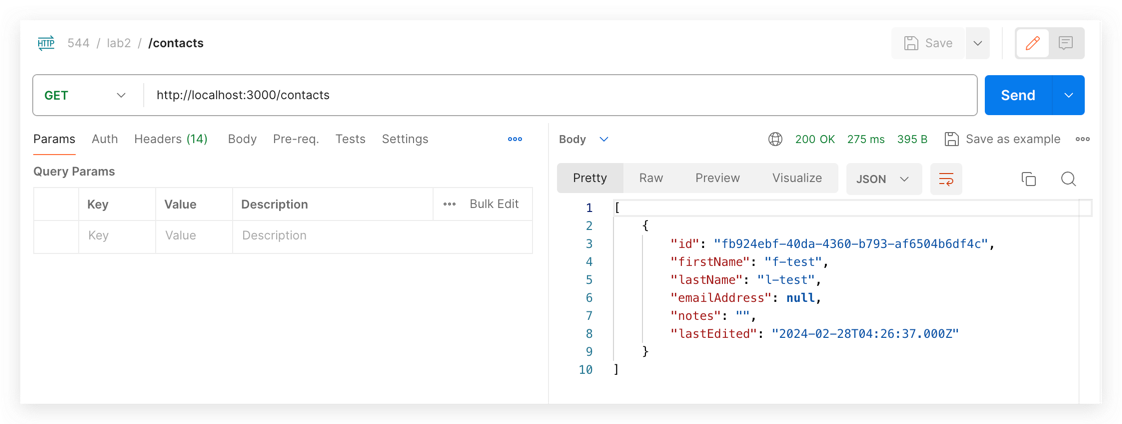 HTTP 544 / lab2 / /contacts Save
GET http://localhost:3000/contacts Send
Params Auth Headers (14) Body Pre-req. Tests Settings
Query Params
Key Value Description Bulk Edit
Key Value Description
Body 200 OK 275 ms 395 B Save as example
Pretty Raw Preview Visualize JSON
1 [
2 {
3 "id": "fb924ebf-40da-4360-b793-af6504b6df4c",
4 "firstName": "f-test",
5 "lastName": "l-test",
6 "emailAddress": null,
7 "notes": "",
8 "lastEdited": "2024-02-28T04:26:37.000Z"
9 }
10 ]